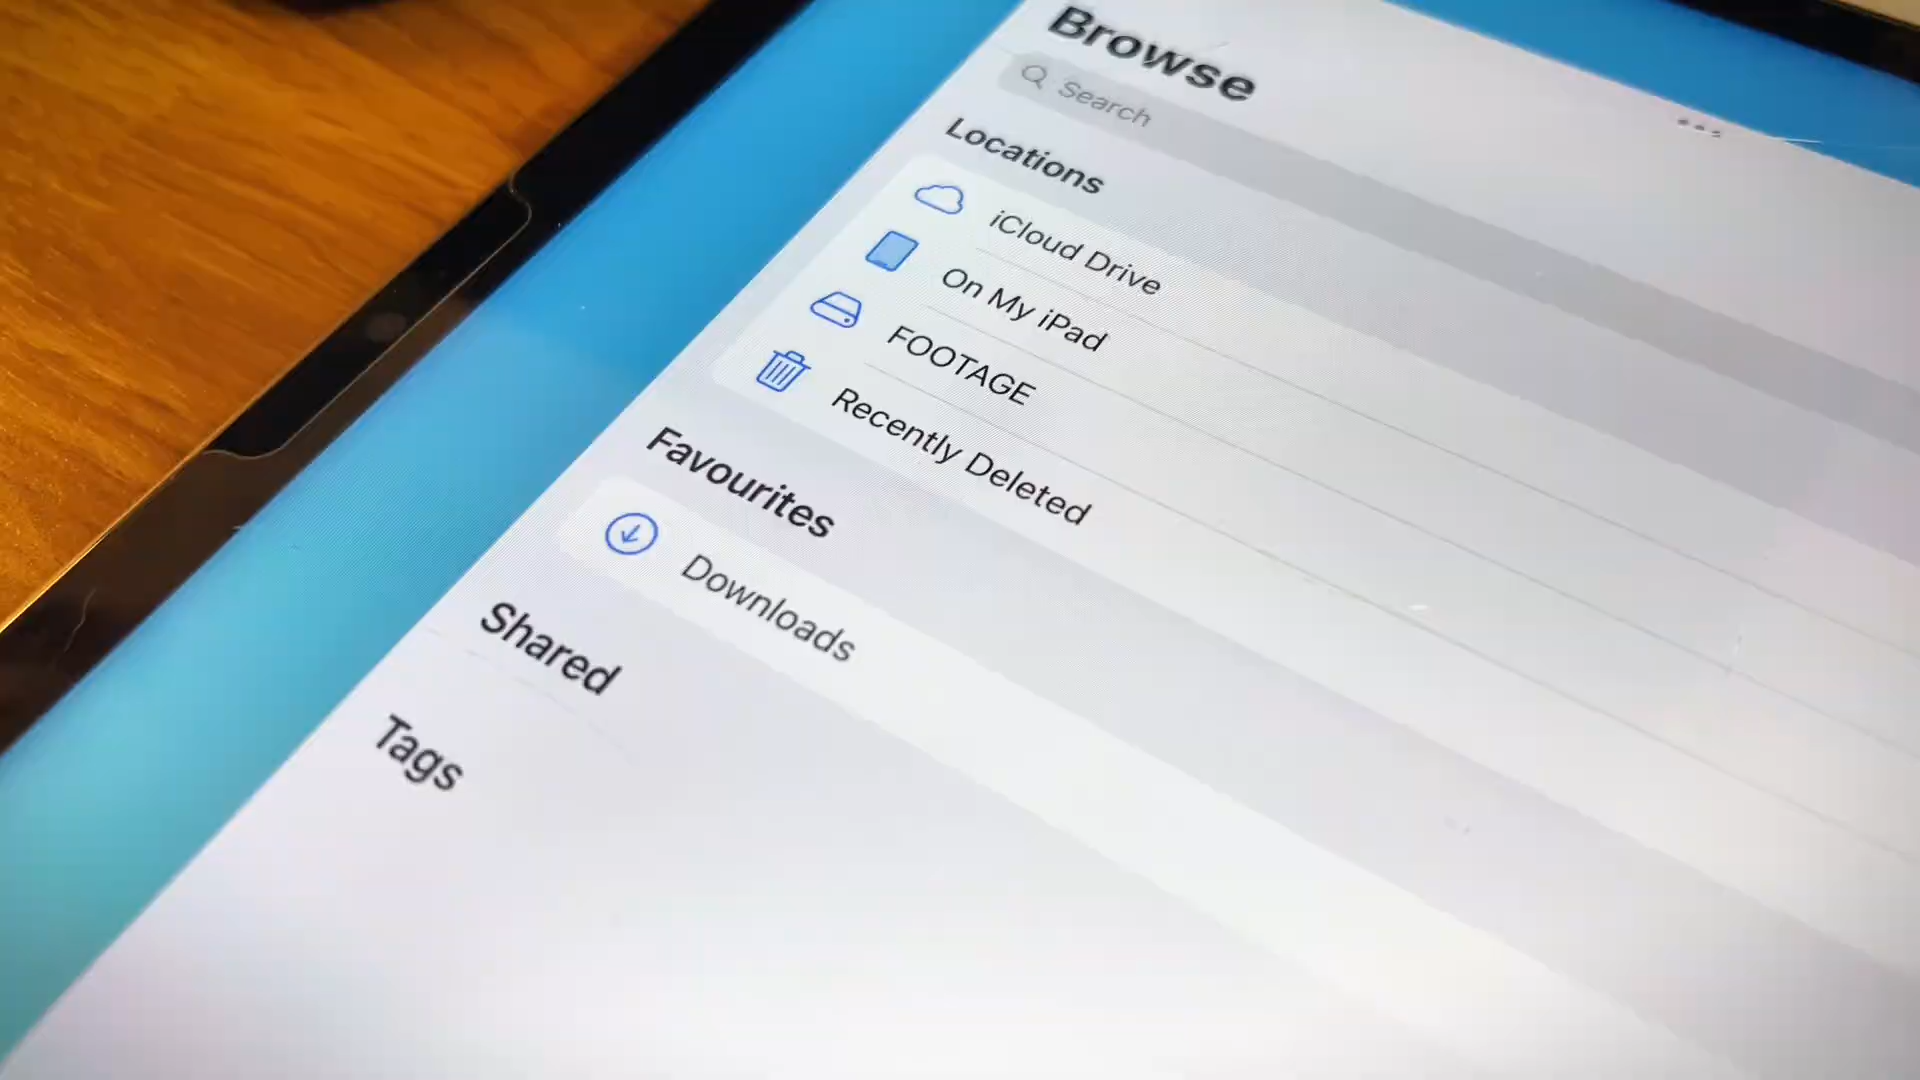 Browse
Search
Locations
iCloud Drive
On My iPad
FOOTAGE
Recently Deleted
Favourites
Downloads
Shared
Tags